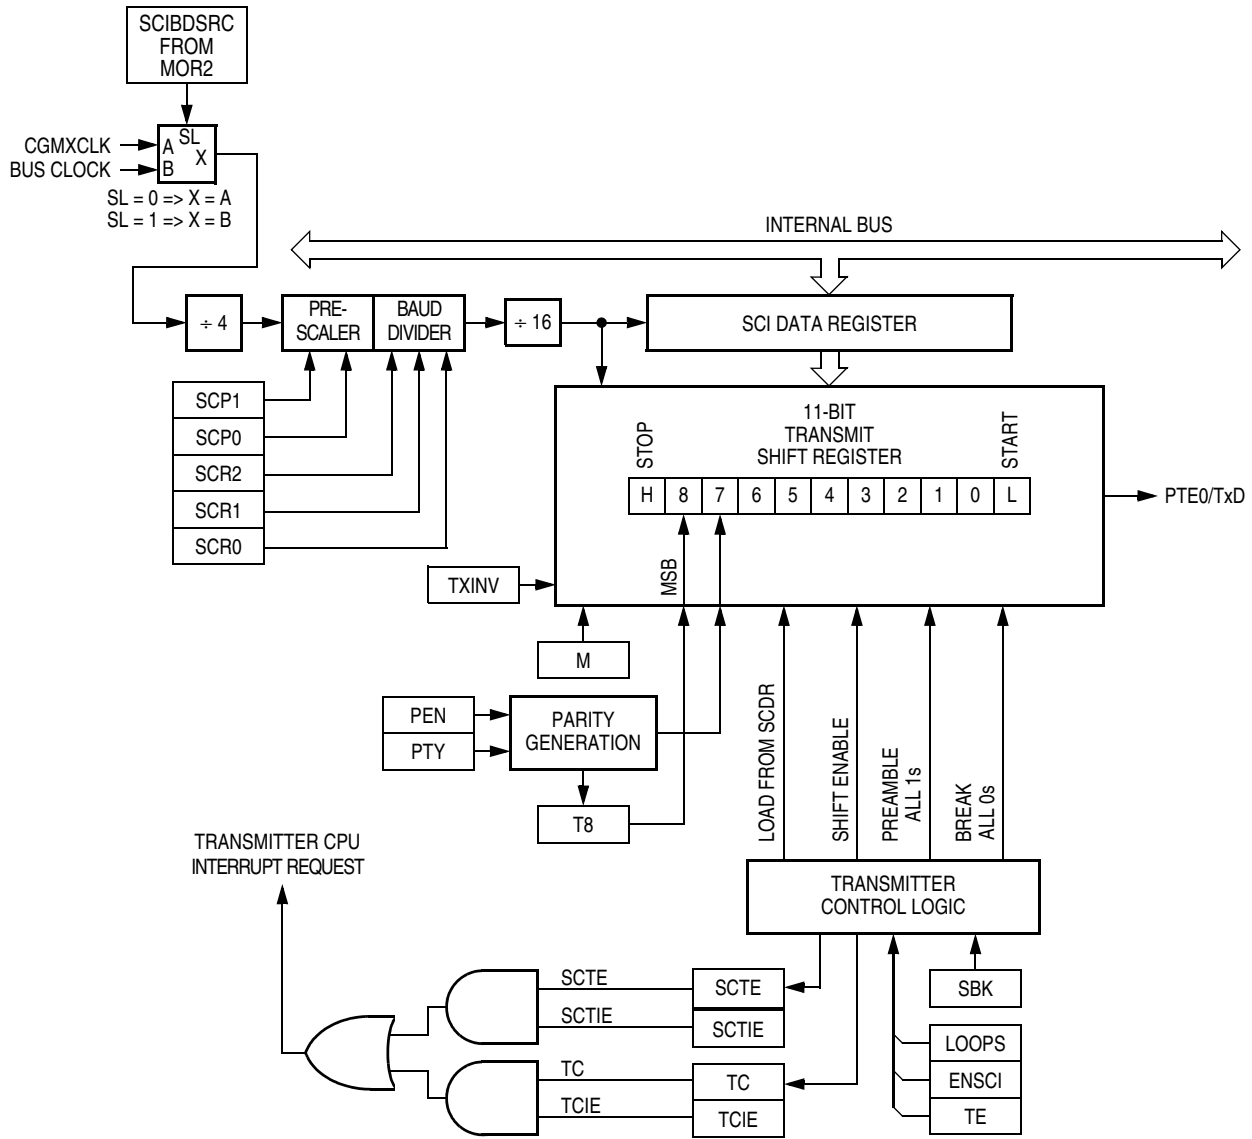 SCIBDSRC
FROM
MOR2
CGMXCLK
BUS CLOCK
A
B
SL
X
SL = 0 => X = A
SL = 1 => X = B
INTERNAL BUS
÷ 4
PRE-
SCALER
BAUD
DIVIDER
÷ 16
SCI DATA REGISTER
SCP1
SCP0
SCR2
SCR1
SCR0
11-BIT
TRANSMIT
SHIFT REGISTER
STOP
START
H 8 7 6 5 4 3 2 1 0 L
PTE0/TxD
TXINV
MSB
M
PEN
PTY
PARITY
GENERATION
T8
LOAD FROM SCDR
SHIFT ENABLE
PREAMBLE
ALL 1s
BREAK
ALL 0s
TRANSMITTER CPU
INTERRUPT REQUEST
TRANSMITTER
CONTROL LOGIC
SCTE
SCTE
SCTIE
SCTIE
SBK
LOOPS
ENSCI
TE
TC
TC
TCIE
TCIE